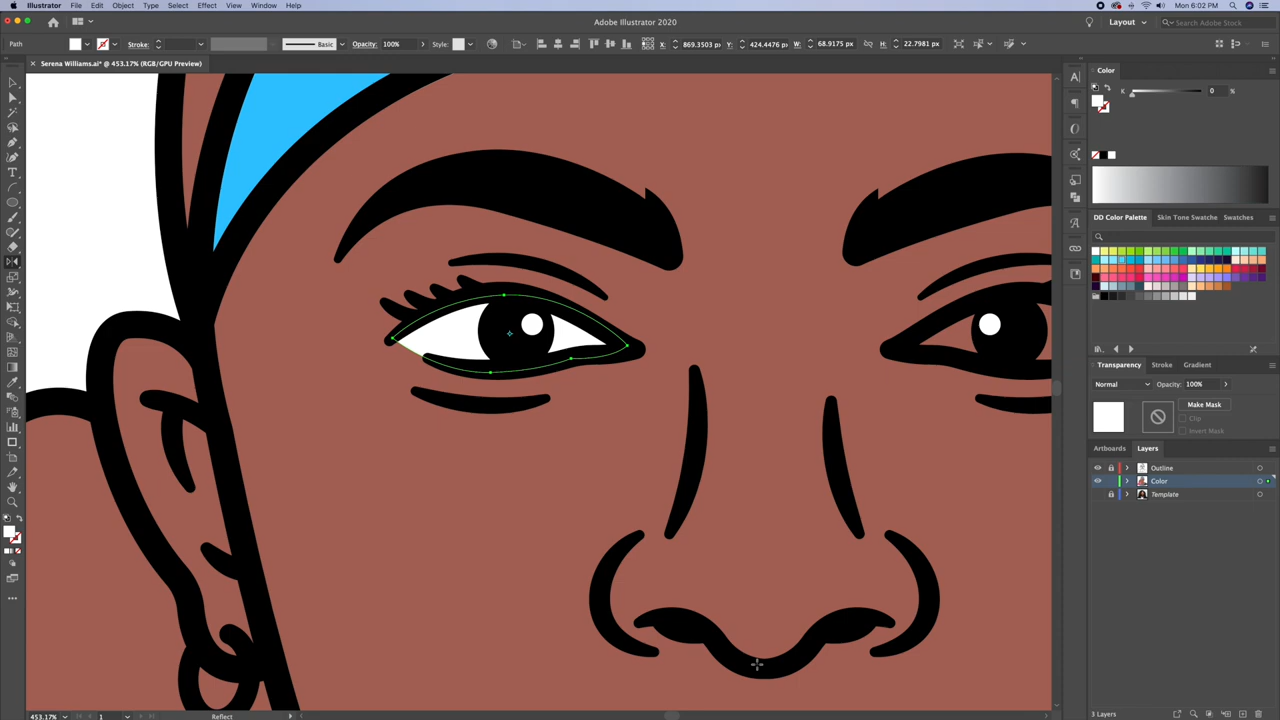 Illustrator File Edit Object Type Select Effect View Window Help Mon 6:02 PM
Adobe Illustrator 2020 Layout Search Adobe Stock
Path Stroke: Basic Opacity: 100% Style: X: 869.3503 px Y: 424.4476 px W: 68.9175 px H: 22.7981 px
× Serena Williams.ai* @ 453.17% (RGB/GPU Preview)
Color
K 0 %
DD Color Palette Skin Tone Swatche Swatches
Transparency Stroke Gradient
Normal Opacity: 100%
Make Mask
Clip
Invert Mask
Artboards Layers
Outline
Color
Template
453.17% 1 Reflect 3 Layers